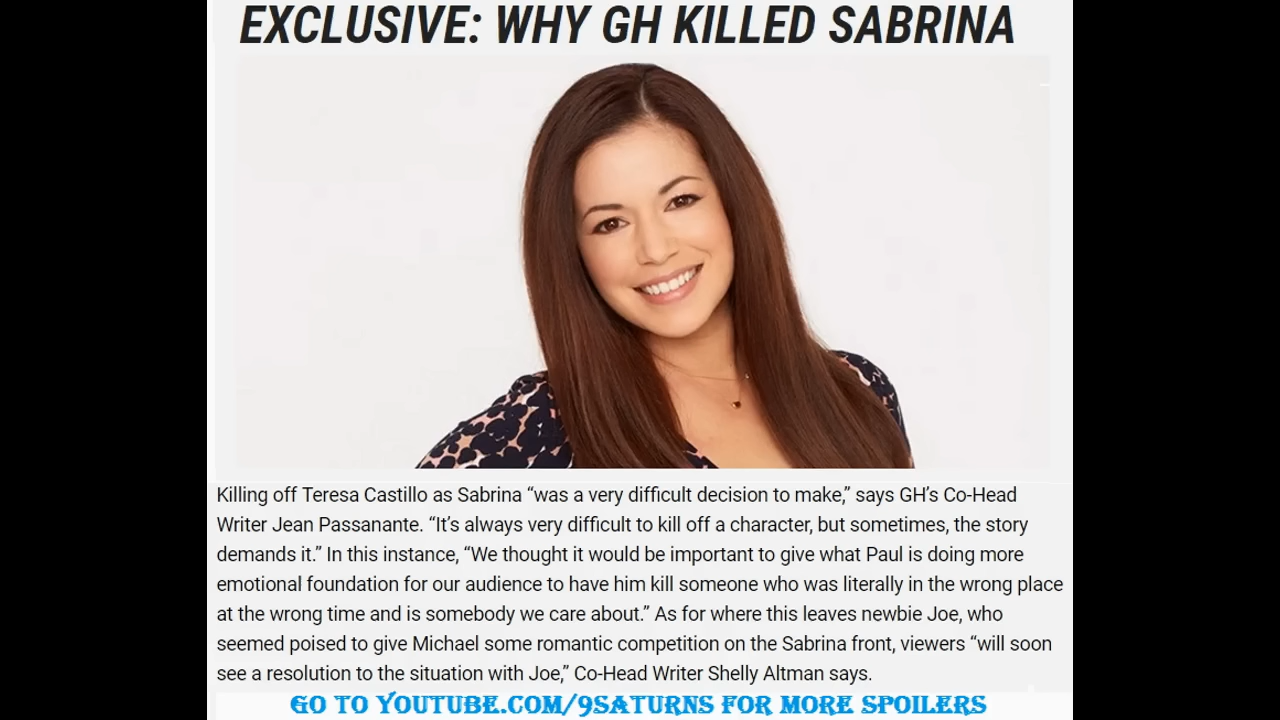 EXCLUSIVE: WHY GH KILLED SABRINA
Killing off Teresa Castillo as Sabrina “was a very difficult decision to make,” says GH’s Co-Head
Writer Jean Passanante. “It’s always very difficult to kill off a character, but sometimes, the story
demands it.” In this instance, “We thought it would be important to give what Paul is doing more
emotional foundation for our audience to have him kill someone who was literally in the wrong place
at the wrong time and is somebody we care about.” As for where this leaves newbie Joe, who
seemed poised to give Michael some romantic competition on the Sabrina front, viewers “will soon
see a resolution to the situation with Joe,” Co-Head Writer Shelly Altman says.
GO TO YOUTUBE.COM/9SATURNS FOR MORE SPOILERS